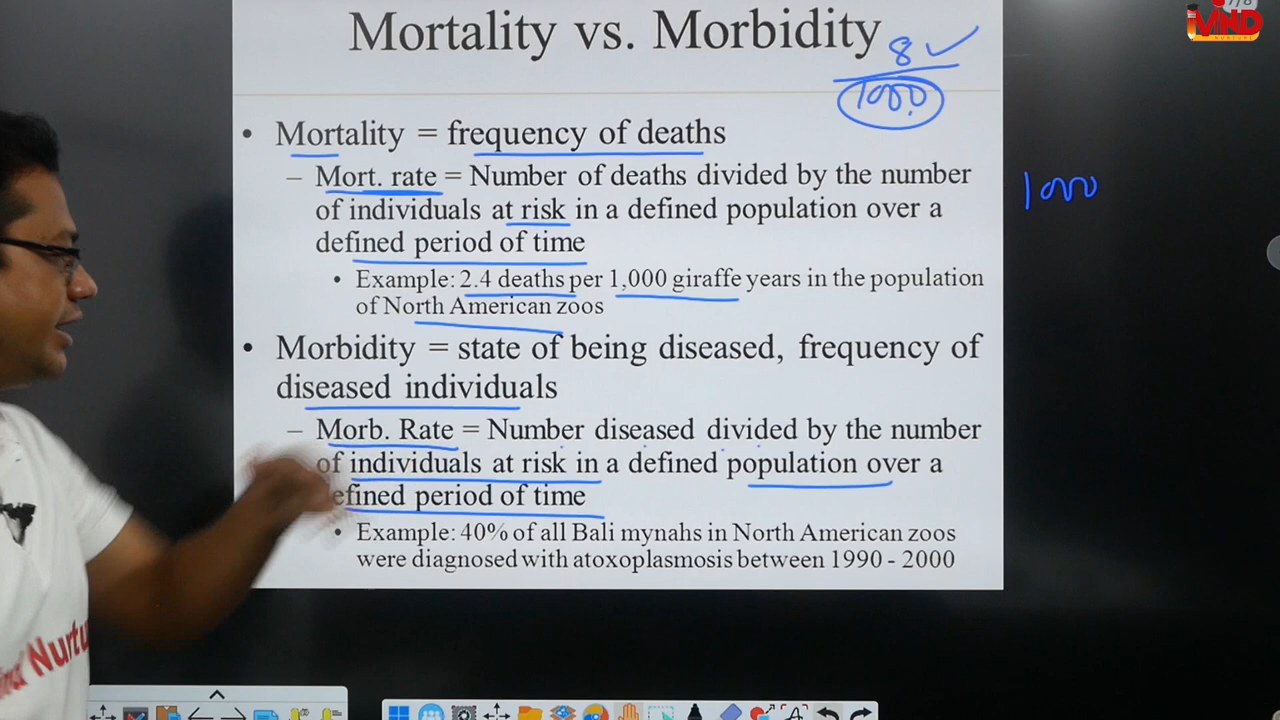 Mortality vs. Morbidity
8
1000
• Mortality = frequency of deaths
– Mort. rate = Number of deaths divided by the number
of individuals at risk in a defined population over a
defined period of time
• Example: 2.4 deaths per 1,000 giraffe years in the population
of North American zoos
1000
• Morbidity = state of being diseased, frequency of
diseased individuals
– Morb. Rate = Number diseased divided by the number
of individuals at risk in a defined population over a
efined period of time
• Example: 40% of all Bali mynahs in North American zoos
were diagnosed with atoxoplasmosis between 1990 - 2000
MIND
NURTURE
Nurtu